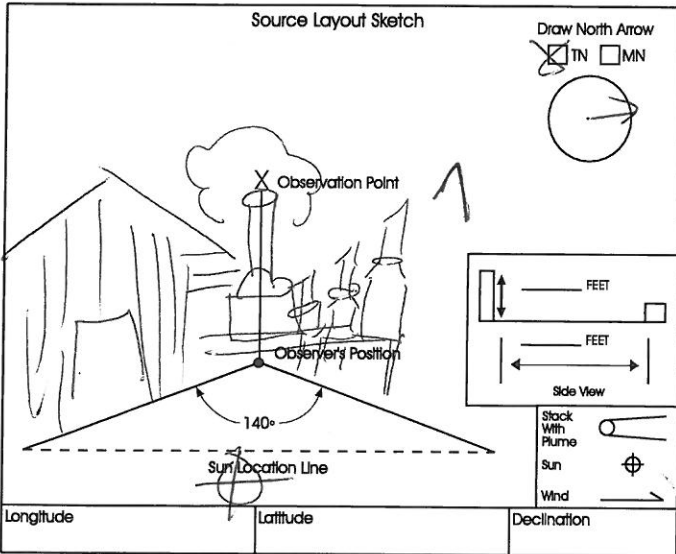 Source Layout Sketch
Draw North Arrow
TN MN
X Observation Point
FEET
Observer's Position
FEET
Side View
140°
Stack
With
Plume
Sun
Wind
Sun Location Line
Longitude
Latitude
Declination